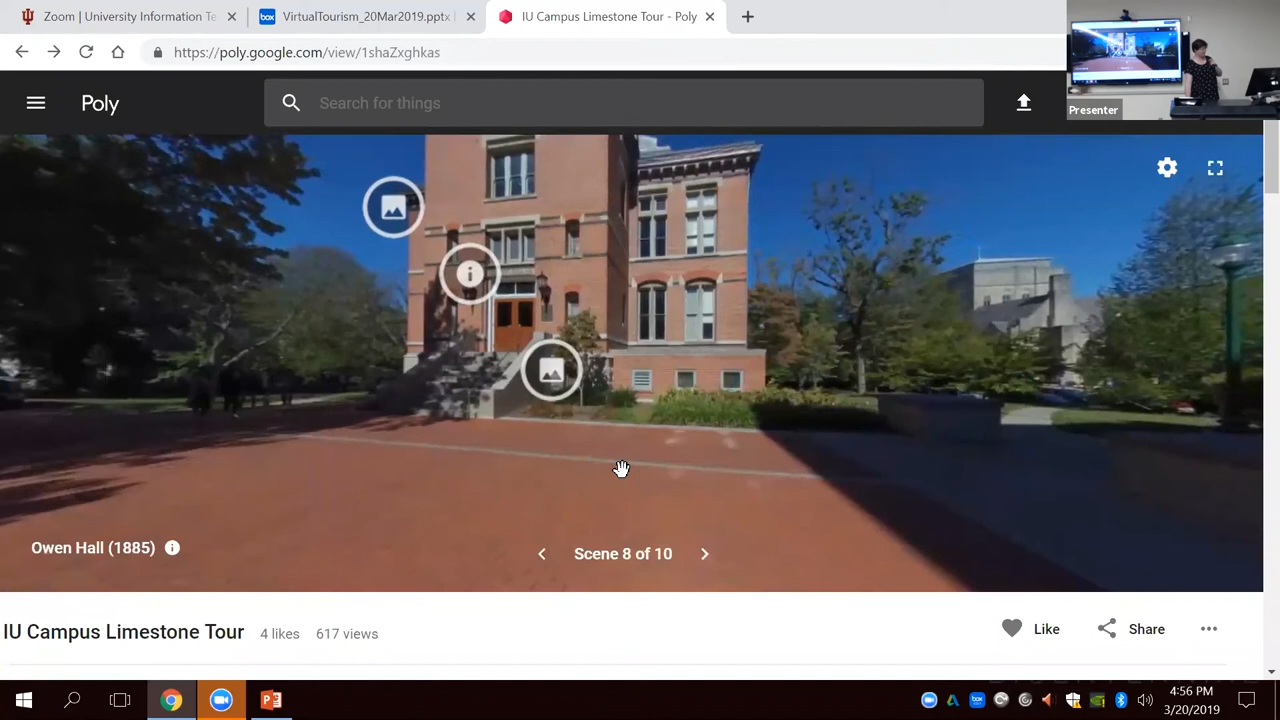 Zoom | University Information Te
VirtualTourism_20Mar2019.pptx
IU Campus Limestone Tour - Poly
https://poly.google.com/view/1shaZxghkas
Presenter
Poly
Search for things
Owen Hall (1885)
Scene 8 of 10
IU Campus Limestone Tour
4 likes
617 views
Like
Share
4:56 PM
3/20/2019